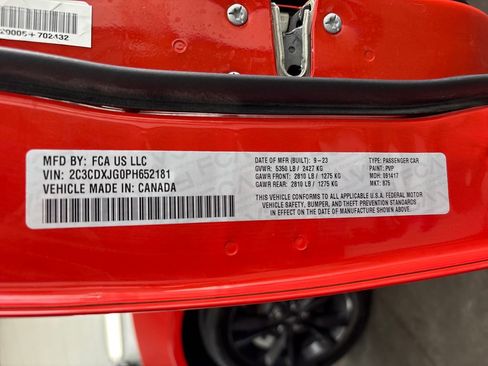 29005+702432
MFD BY: FCA US LLC
VIN: 2C3CDXJG0PH652181
VEHICLE MADE IN: CANADA
DATE OF MFR (BUILT): 9-23
GVWR: 5350 LB / 2427 KG
GAWR FRONT: 2810 LB / 1275 KG
GAWR REAR: 2810 LB / 1275 KG
TYPE: PASSENGER CAR
PAINT: PVP
MDH: 091417
MKT: 875
THIS VEHICLE CONFORMS TO ALL APPLICABLE U.S.A. FEDERAL MOTOR
VEHICLE SAFETY, BUMPER, AND THEFT PREVENTION STANDARDS
IN EFFECT ON THE DATE OF MANUFACTURE SHOWN ABOVE.